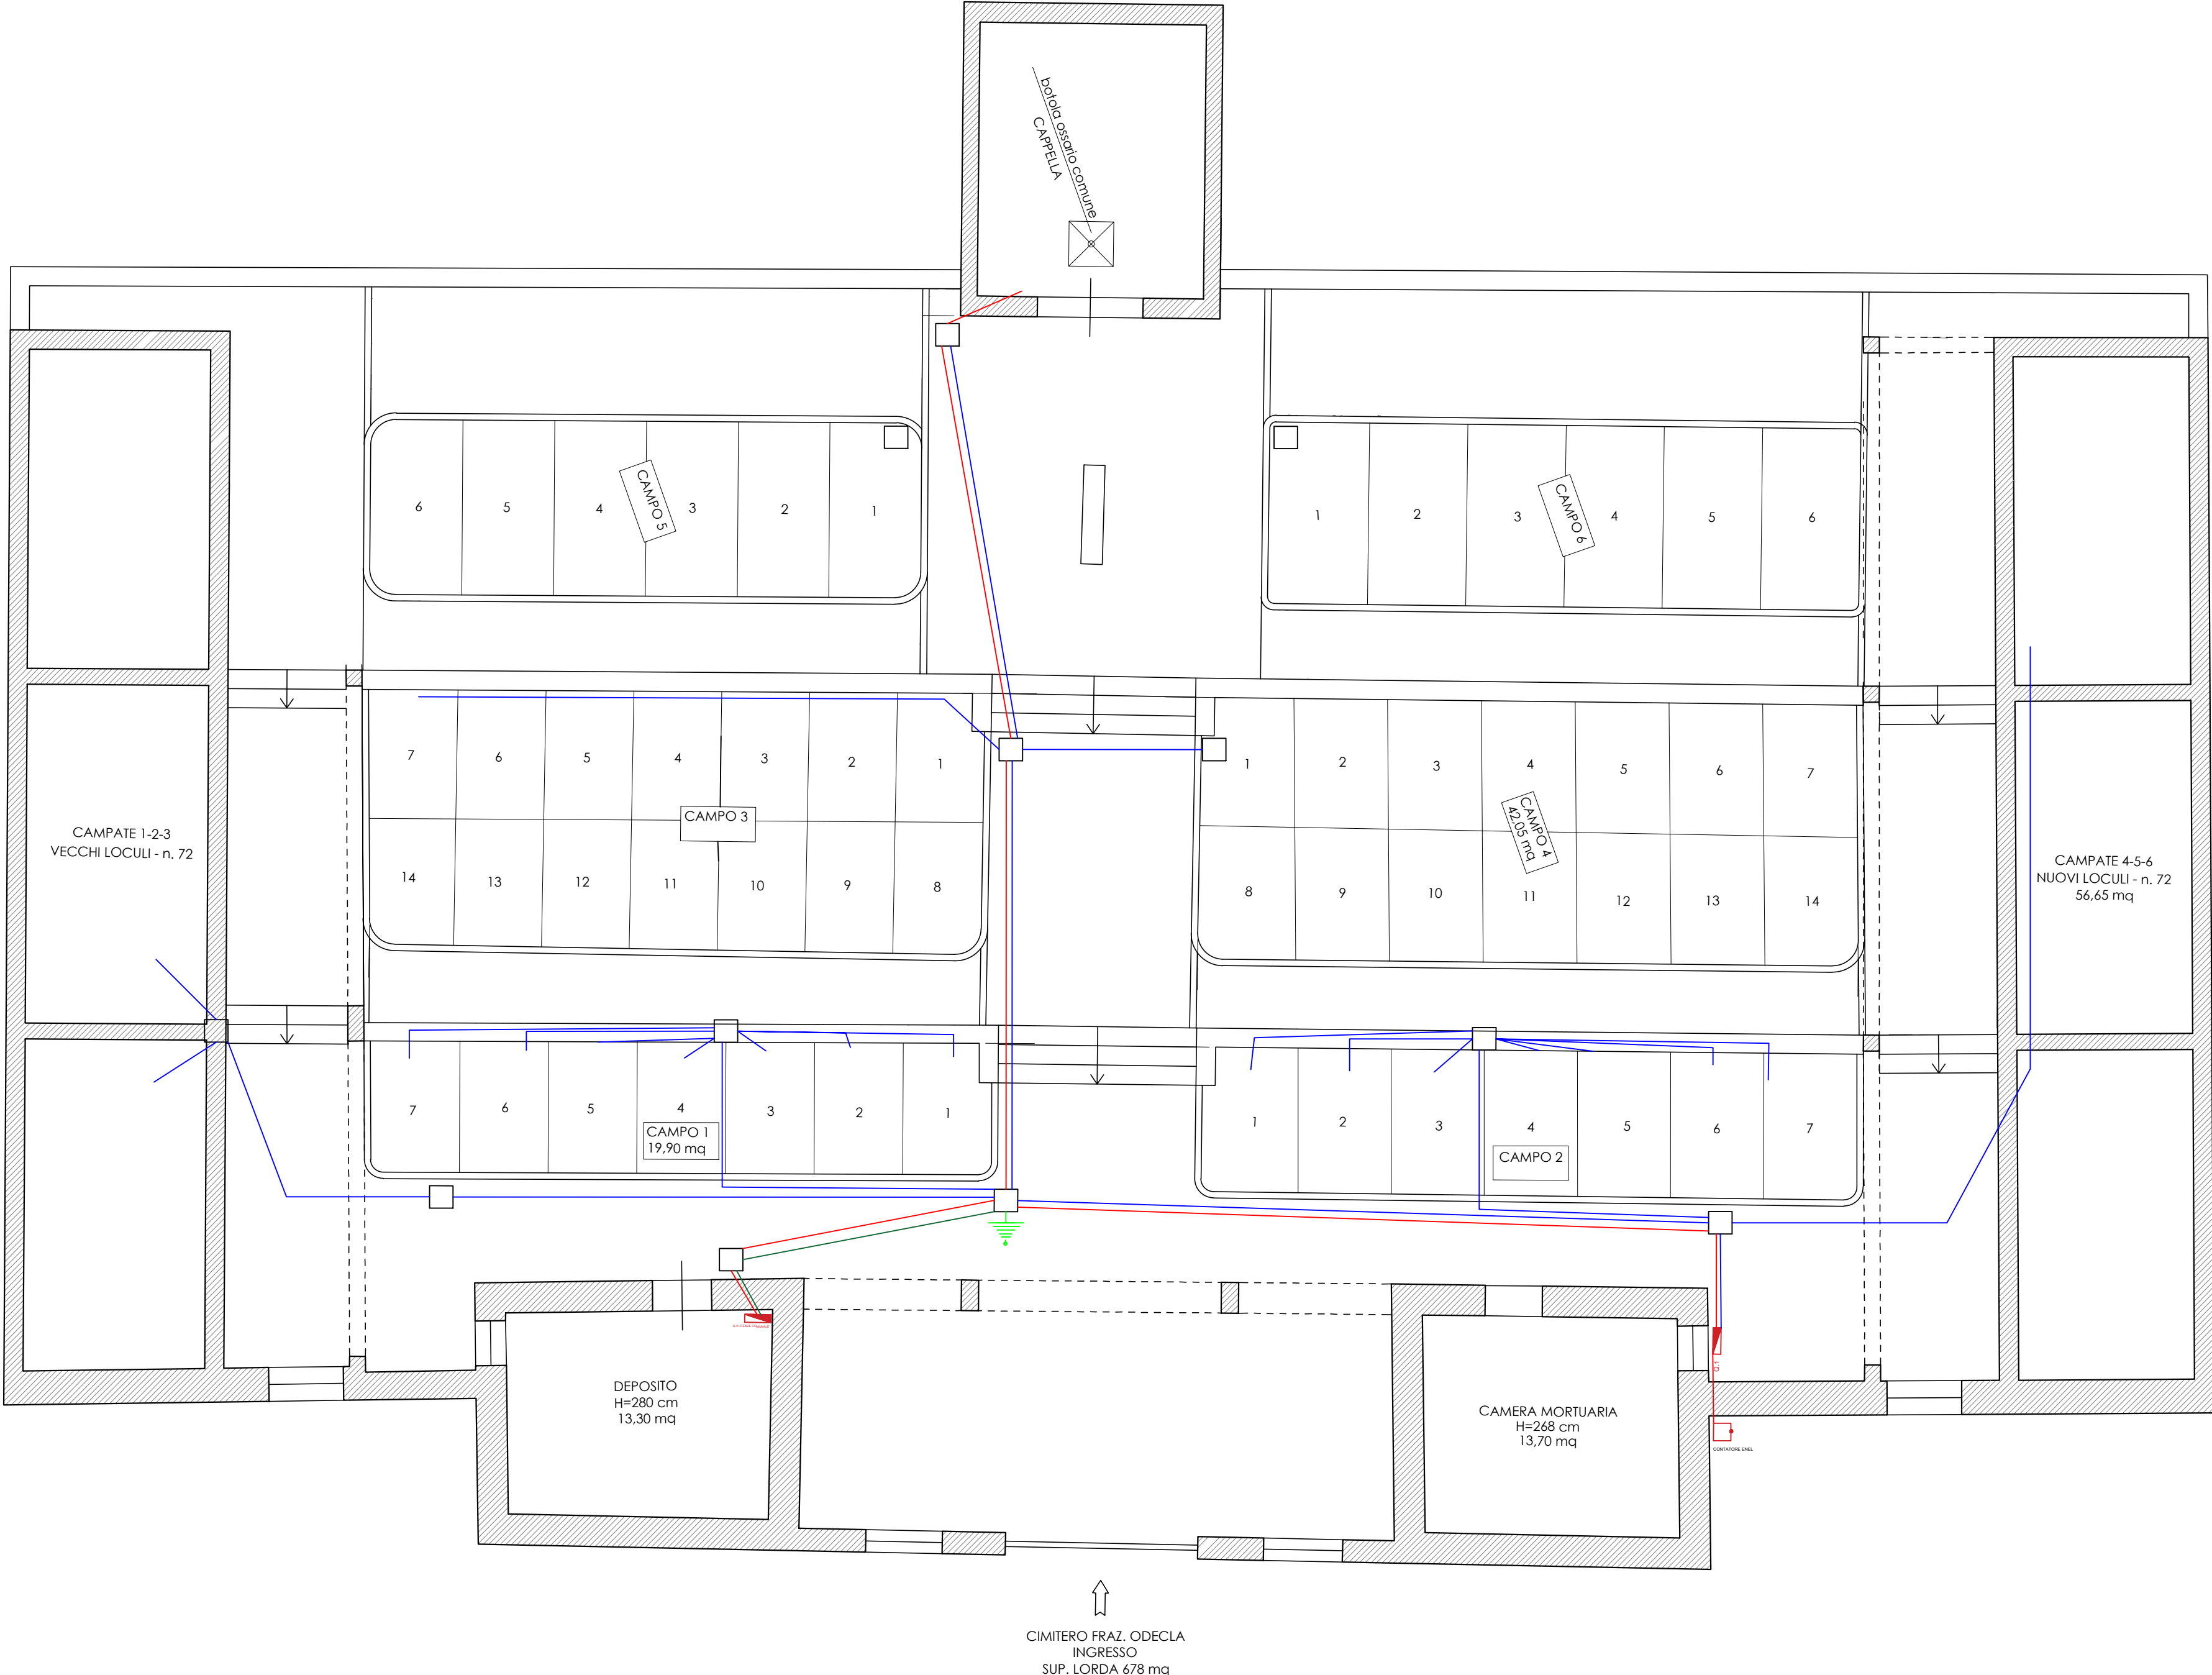 botola ossario comune
CAPPELLA
6
5
4
CAMPO 5
3
2
1
1
2
3
CAMPO 6
4
5
6
7
6
5
4
3
2
1
CAMPO 3
14
13
12
11
10
9
8
1
2
3
4
5
6
7
CAMPO 4
42,05 mq
8
9
10
11
12
13
14
CAMPATE 1-2-3
VECCHI LOCULI - n. 72
CAMPATE 4-5-6
NUOVI LOCULI - n. 72
56,65 mq
7
6
5
4
3
2
1
CAMPO 1
19,90 mq
1
2
3
4
5
6
7
CAMPO 2
DEPOSITO
H=280 cm
13,30 mq
CAMERA MORTUARIA
H=268 cm
13,70 mq
Q.1
CONTATORE ENEL
CIMITERO FRAZ. ODECLA
INGRESSO
SUP. LORDA 678 mq